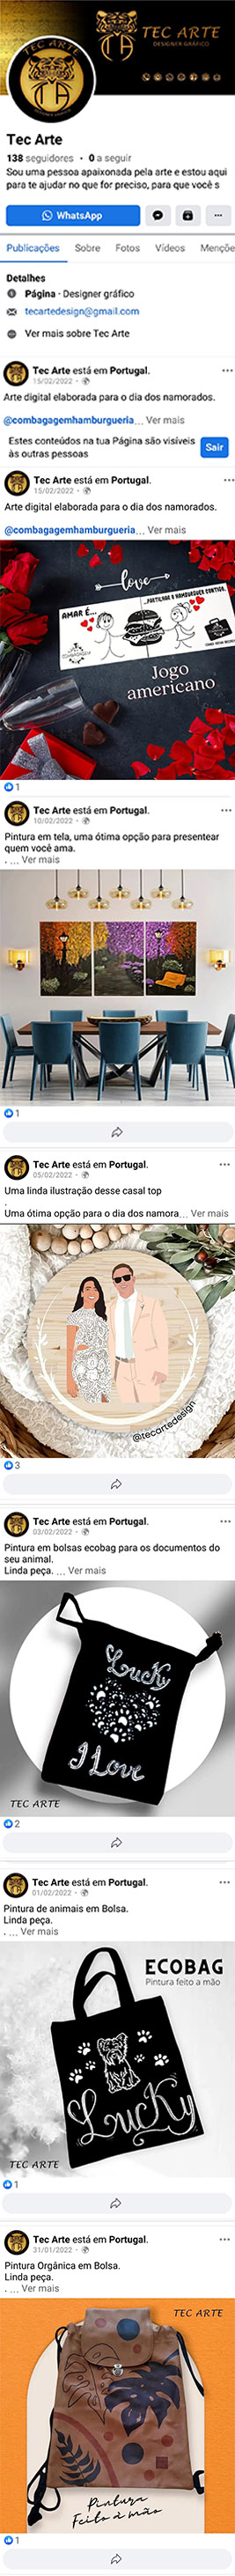 TEC ARTE
TA
TEC ARTE
DESIGNER GRÁFICO
Tec Arte
138 seguidores • 0 a seguir
Sou uma pessoa apaixonada pela arte e estou aqui
para te ajudar no que for preciso, para que você s
WhatsApp
Publicações Sobre Fotos Vídeos Mençõe
Detalhes
Página · Designer gráfico
tecartedesign@gmail.com
Ver mais sobre Tec Arte
Tec Arte está em Portugal.
15/02/2022 ·
Arte digital elaborada para o dia dos namorados.
@combagagemhamburgueria... Ver mais
Estes conteúdos na tua Página são visíveis
às outras pessoas
Sair
Tec Arte está em Portugal.
15/02/2022 ·
Arte digital elaborada para o dia dos namorados.
@combagagemhamburgueria... Ver mais
love
AMAR É...
PARTILHAR O HAMBURGUER CONTIGO.
Jogo
americano
1
Tec Arte está em Portugal.
10/02/2022 ·
Pintura em tela, uma ótima opção para presentear
quem você ama.
. ... Ver mais
1
Tec Arte está em Portugal.
05/02/2022 ·
Uma linda ilustração desse casal top
.
Uma ótima opção para o dia dos namora... Ver mais
@tecartedesign
3
Tec Arte está em Portugal.
03/02/2022 ·
Pintura em bolsas ecobag para os documentos do
seu animal.
Linda peça. ... Ver mais
Lucky
I Love
TEC ARTE
2
Tec Arte está em Portugal.
01/02/2022 ·
Pintura de animais em Bolsa.
Linda peça.
. ... Ver mais
ECOBAG
Pintura feito a mão
Lucky
TEC ARTE
1
Tec Arte está em Portugal.
31/01/2022 ·
Pintura Orgânica em Bolsa.
Linda peça.
. ... Ver mais
TEC ARTE
Pintura
Feito à mão
1